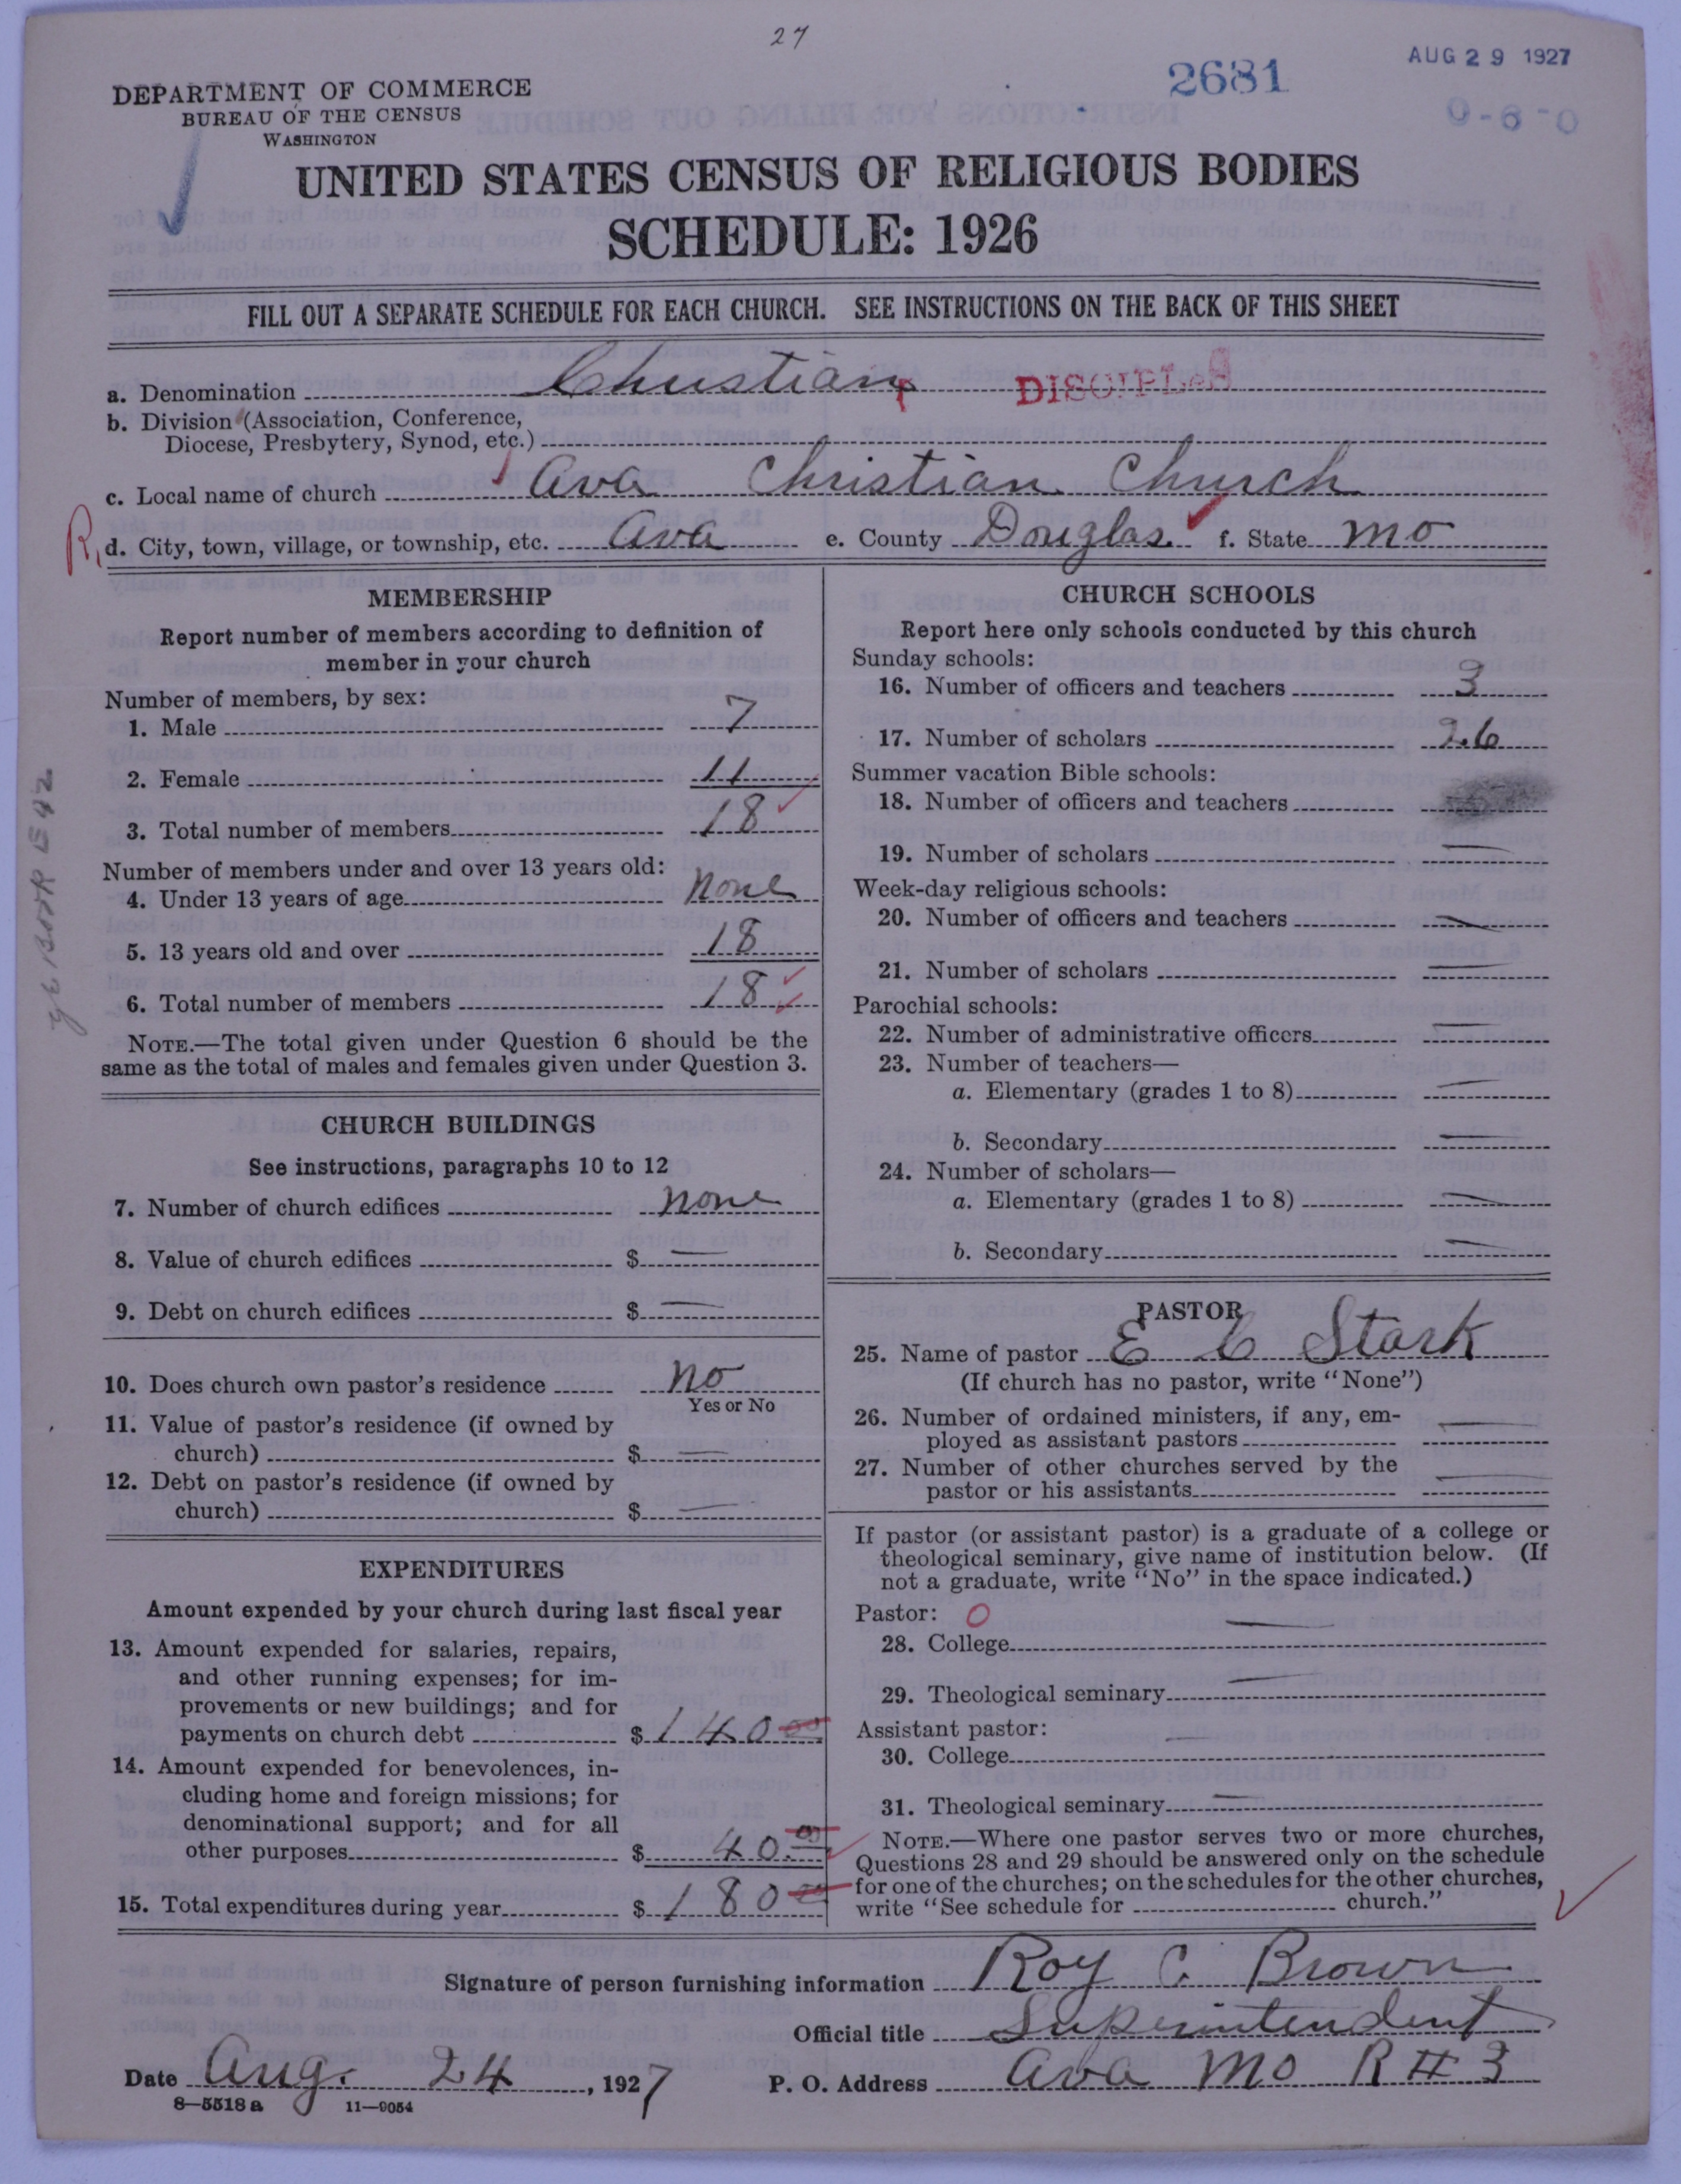 27
2681
AUG 29 1927
0-6-0
DEPARTMENT OF COMMERCE
BUREAU OF THE CENSUS
WASHINGTON
UNITED STATES CENSUS OF RELIGIOUS BODIES
SCHEDULE: 1926
FILL OUT A SEPARATE SCHEDULE FOR EACH CHURCH. SEE INSTRUCTIONS ON THE BACK OF THIS SHEET
a. Denomination Christian DISCIPLES
b. Division (Association, Conference,
Diocese, Presbytery, Synod, etc.)
c. Local name of church Ava Christian Church
R, d. City, town, village, or township, etc. Ava e. County Douglas f. State Mo
MEMBERSHIP
Report number of members according to definition of
member in your church
Number of members, by sex:
1. Male 7
2. Female 11
3. Total number of members 18
Number of members under and over 13 years old:
4. Under 13 years of age none
5. 13 years old and over 18
6. Total number of members 18
NOTE.—The total given under Question 6 should be the
same as the total of males and females given under Question 3.
CHURCH BUILDINGS
See instructions, paragraphs 10 to 12
7. Number of church edifices none
8. Value of church edifices $ —
9. Debt on church edifices $ —
10. Does church own pastor's residence No
Yes or No
11. Value of pastor's residence (if owned by
church) $ —
12. Debt on pastor's residence (if owned by
church) $ —
EXPENDITURES
Amount expended by your church during last fiscal year
13. Amount expended for salaries, repairs,
and other running expenses; for im-
provements or new buildings; and for
payments on church debt $ 140 00
14. Amount expended for benevolences, in-
cluding home and foreign missions; for
denominational support; and for all
other purposes $ 40.00
15. Total expenditures during year $ 180 00
CHURCH SCHOOLS
Report here only schools conducted by this church
Sunday schools:
16. Number of officers and teachers 3
17. Number of scholars 26
Summer vacation Bible schools:
18. Number of officers and teachers
19. Number of scholars —
Week-day religious schools:
20. Number of officers and teachers —
21. Number of scholars —
Parochial schools:
22. Number of administrative officers —
23. Number of teachers—
a. Elementary (grades 1 to 8) —
b. Secondary —
24. Number of scholars—
a. Elementary (grades 1 to 8) —
b. Secondary —
PASTOR
25. Name of pastor E C Stark
(If church has no pastor, write "None")
26. Number of ordained ministers, if any, em-
ployed as assistant pastors —
27. Number of other churches served by the
pastor or his assistants —
If pastor (or assistant pastor) is a graduate of a college or
theological seminary, give name of institution below. (If
not a graduate, write "No" in the space indicated.)
Pastor: O
28. College —
29. Theological seminary —
Assistant pastor:
30. College —
31. Theological seminary —
NOTE.—Where one pastor serves two or more churches,
Questions 28 and 29 should be answered only on the schedule
for one of the churches; on the schedules for the other churches,
write "See schedule for church."
Signature of person furnishing information Roy C. Brown
Official title Superintendent
Date Aug. 24, 1927 P. O. Address Ava Mo R # 3
8—5518 a 11—9054